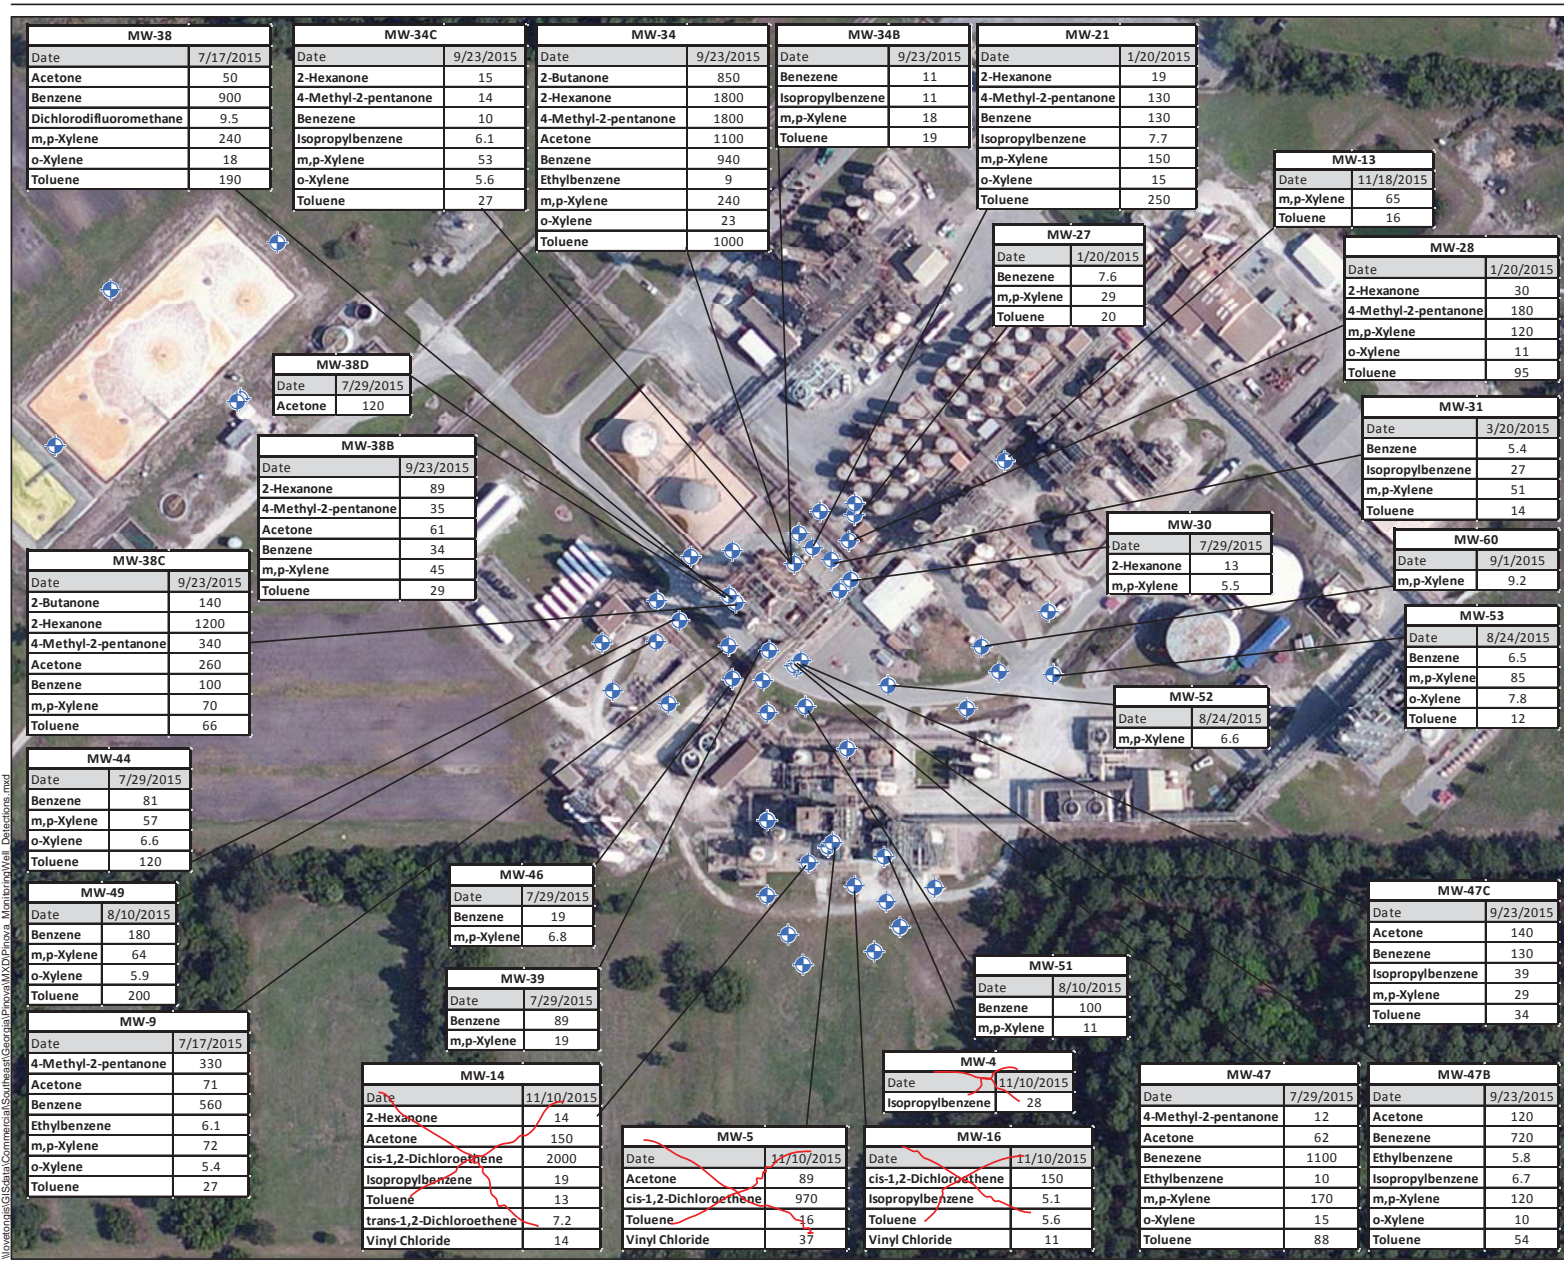 MW-38
Date 7/17/2015
Acetone 50
Benzene 900
Dichlorodifluoromethane 9.5
m,p-Xylene 240
o-Xylene 18
Toluene 190
MW-34C
Date 9/23/2015
2-Hexanone 15
4-Methyl-2-pentanone 14
Benezene 10
Isopropylbenzene 6.1
m,p-Xylene 53
o-Xylene 5.6
Toluene 27
MW-34
Date 9/23/2015
2-Butanone 850
2-Hexanone 1800
4-Methyl-2-pentanone 1800
Acetone 1100
Benzene 940
Ethylbenzene 9
m,p-Xylene 240
o-Xylene 23
Toluene 1000
MW-34B
Date 9/23/2015
Benezene 11
Isopropylbenzene 11
m,p-Xylene 18
Toluene 19
MW-21
Date 1/20/2015
2-Hexanone 19
4-Methyl-2-pentanone 130
Benzene 130
Isopropylbenzene 7.7
m,p-Xylene 150
o-Xylene 15
Toluene 250
MW-13
Date 11/18/2015
m,p-Xylene 65
Toluene 16
MW-27
Date 1/20/2015
Benezene 7.6
m,p-Xylene 29
Toluene 20
MW-28
Date 1/20/2015
2-Hexanone 30
4-Methyl-2-pentanone 180
m,p-Xylene 120
o-Xylene 11
Toluene 95
MW-38D
Date 7/29/2015
Acetone 120
MW-31
Date 3/20/2015
Benzene 5.4
Isopropylbenzene 27
m,p-Xylene 51
Toluene 14
MW-38B
Date 9/23/2015
2-Hexanone 89
4-Methyl-2-pentanone 35
Acetone 61
Benzene 34
m,p-Xylene 45
Toluene 29
MW-30
Date 7/29/2015
2-Hexanone 13
m,p-Xylene 5.5
MW-60
Date 9/1/2015
m,p-Xylene 9.2
MW-38C
Date 9/23/2015
2-Butanone 140
2-Hexanone 1200
4-Methyl-2-pentanone 340
Acetone 260
Benzene 100
m,p-Xylene 70
Toluene 66
MW-53
Date 8/24/2015
Benzene 6.5
m,p-Xylene 85
o-Xylene 7.8
Toluene 12
MW-52
Date 8/24/2015
m,p-Xylene 6.6
MW-44
Date 7/29/2015
Benzene 81
m,p-Xylene 57
o-Xylene 6.6
Toluene 120
MW-49
Date 8/10/2015
Benzene 180
m,p-Xylene 64
o-Xylene 5.9
Toluene 200
MW-46
Date 7/29/2015
Benzene 19
m,p-Xylene 6.8
MW-47C
Date 9/23/2015
Acetone 140
Benzene 130
Isopropylbenzene 39
m,p-Xylene 29
Toluene 34
MW-39
Date 7/29/2015
Benzene 89
m,p-Xylene 19
MW-51
Date 8/10/2015
Benzene 100
m,p-Xylene 11
MW-9
Date 7/17/2015
4-Methyl-2-pentanone 330
Acetone 71
Benzene 560
Ethylbenzene 6.1
m,p-Xylene 72
o-Xylene 5.4
Toluene 27
MW-14
Date 11/10/2015
2-Hexanone 14
Acetone 150
cis-1,2-Dichloroethene 2000
Isopropylbenzene 19
Toluene 13
trans-1,2-Dichloroethene 7.2
Vinyl Chloride 14
MW-5
Date 11/10/2015
Acetone 89
cis-1,2-Dichloroethene 970
Toluene 16
Vinyl Chloride 37
MW-4
Date 11/10/2015
Isopropylbenzene 28
MW-16
Date 11/10/2015
cis-1,2-Dichloroethene 150
Isopropylbenzene 5.1
Toluene 5.6
Vinyl Chloride 11
MW-47
Date 7/29/2015
4-Methyl-2-pentanone 12
Acetone 62
Benezene 1100
Ethylbenzene 10
m,p-Xylene 170
o-Xylene 15
Toluene 88
MW-47B
Date 9/23/2015
Acetone 120
Benezene 720
Ethylbenzene 5.8
Isopropylbenzene 6.7
m,p-Xylene 120
o-Xylene 10
Toluene 54
\\lovetongis\GISdata\Commercial\Southeast\Georgia\Pinova\MXD\Pinova_MonitoringWell_Detections.mxd